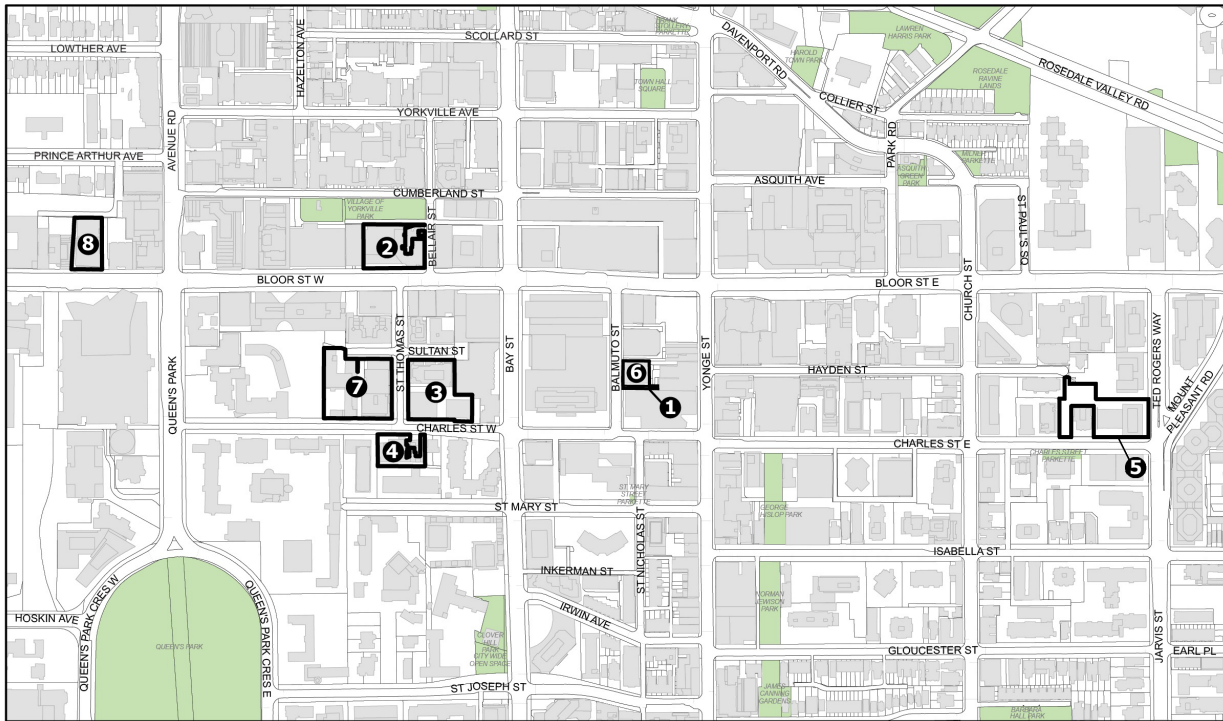 SCOLLARD ST
LOWTHER AVE
HAZELTON AVE
DAVENPORT RD
LAWREN
HARRIS PARK
HAROLD
TOWN PARK
ROSEDALE VALLEY RD
TOWN HALL
SQUARE
ROSEDALE
RAVINE
LANDS
COLLIER ST
YORKVILLE AVE
AVENUE RD
PARK RD
PRINCE ARTHUR AVE
MILNER
PARKETTE
ASQUITH
GREEN
PARK
ASQUITH AVE
CUMBERLAND ST
VILLAGE OF
YORKVILLE
PARK
BELLAIR ST
ST PAUL'S SQ
8
2
BLOOR ST W
BLOOR ST E
CHURCH ST
ST THOMAS ST
SULTAN ST
BAY ST
BALMUTO ST
YONGE ST
TED ROGERS WAY
MOUNT
PLEASANT RD
QUEEN'S PARK
7
3
6
1
HAYDEN ST
CHARLES ST W
CHARLES ST E
4
5
CHARLES STREET
PARKETTE
ST MARY
STREET
PARKETTE
ST MARY ST
GEORGE
HISLOP PARK
ST NICHOLAS ST
ISABELLA ST
INKERMAN ST
IRWIN AVE
NORMAN
JEWISON
PARK
HOSKIN AVE
QUEEN'S PARK CRES W
QUEEN'S PARK
QUEEN'S PARK CRES E
CLOVER
HILL
PARK
CITY WIDE
OPEN SPACE
GLOUCESTER ST
JARVIS ST
EARL PL
ST JOSEPH ST
JAMES
CANNING
GARDENS
BARBARA
HALL PARK